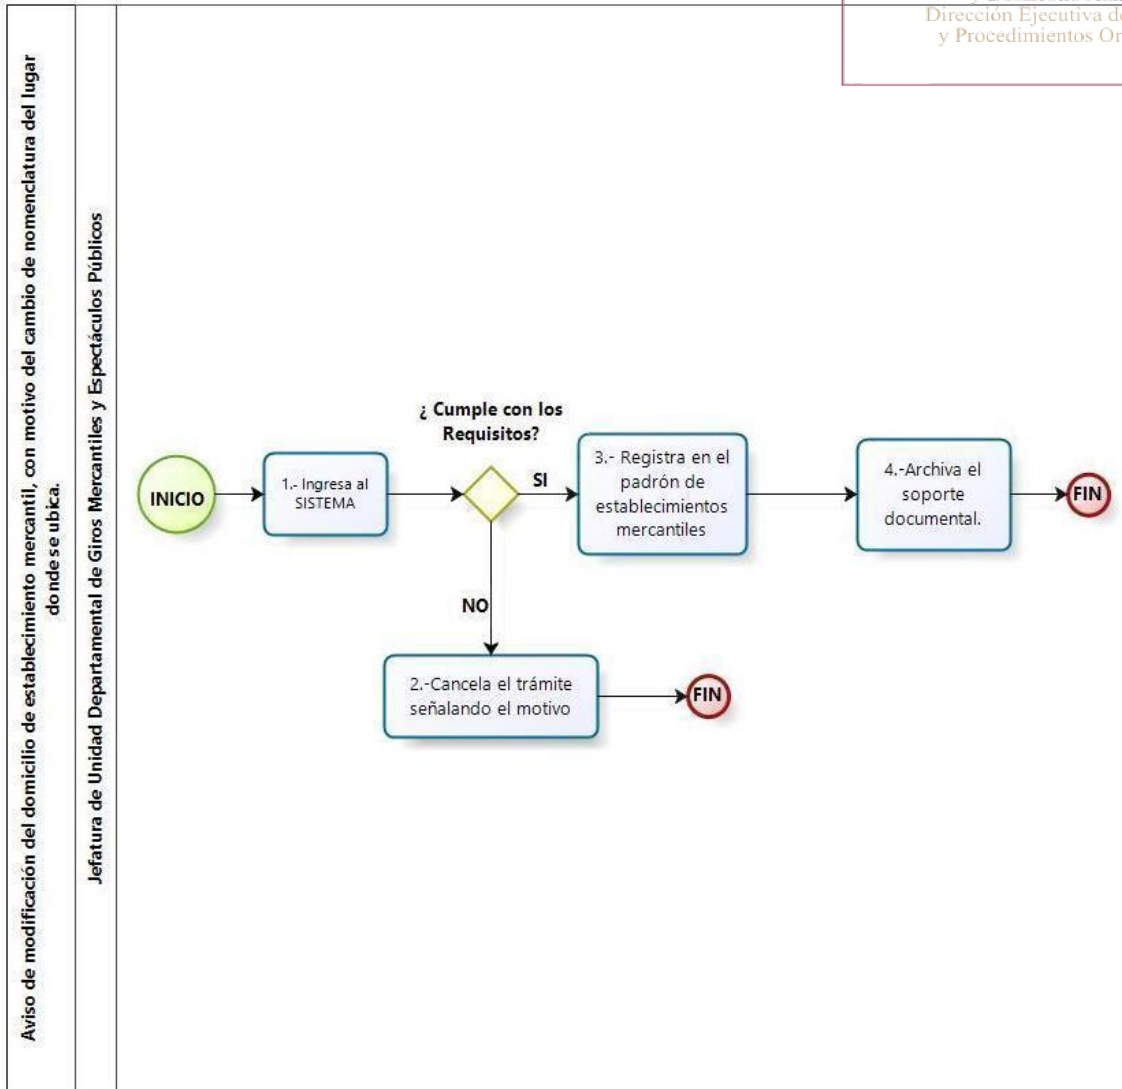 Dirección Ejecutiva de
y Procedimientos Or
Aviso de modificación del domicilio de establecimiento mercantil, con motivo del cambio de nomenclatura del lugar
donde se ubica.
Jefatura de Unidad Departamental de Giros Mercantiles y Espectáculos Públicos
INICIO
1.- Ingresa al
SISTEMA
¿ Cumple con los
Requisitos?
SI
3.- Registra en el
padrón de
establecimientos
mercantiles
4.-Archiva el
soporte
documental.
FIN
NO
2.-Cancela el trámite
señalando el motivo
FIN